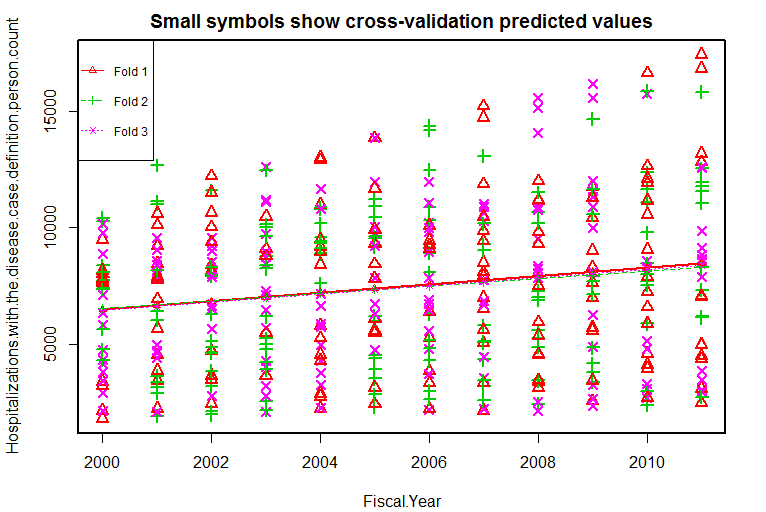 Small symbols show cross-validation predicted values
Hospitalizations.with.the.disease.case.definition.person.count
15000
10000
5000
Fold 1
Fold 2
Fold 3
2000
2002
2004
2006
2008
2010
Fiscal.Year